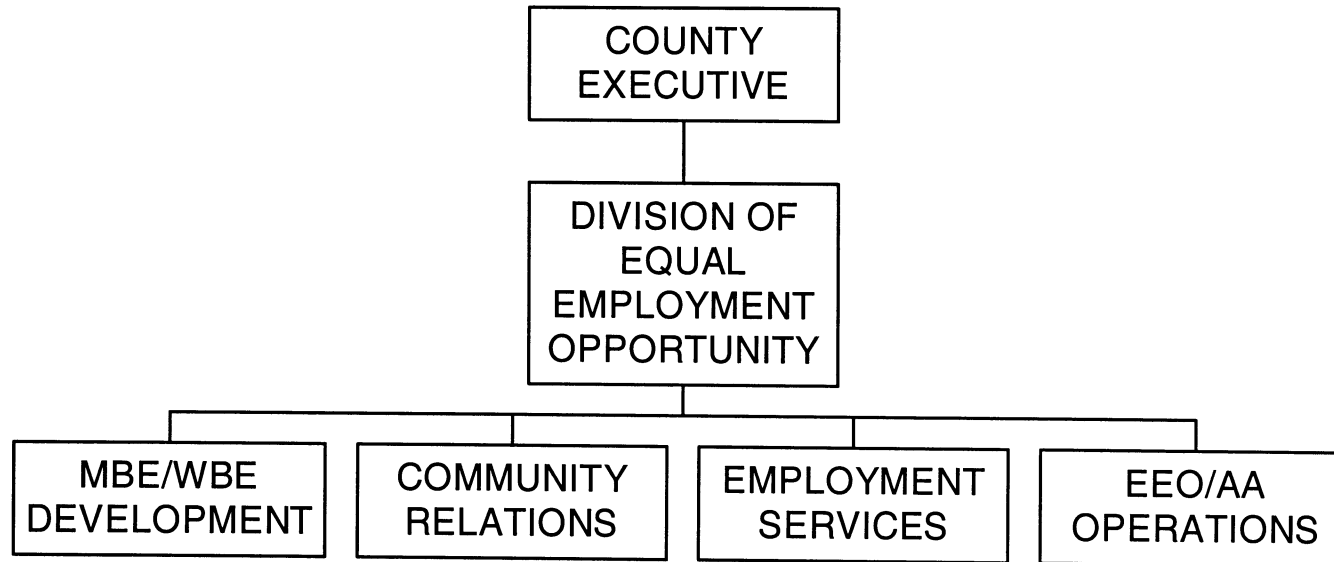 COUNTY
EXECUTIVE
DIVISION OF
EQUAL
EMPLOYMENT
OPPORTUNITY
MBE/WBE
DEVELOPMENT
COMMUNITY
RELATIONS
EMPLOYMENT
SERVICES
EEO/AA
OPERATIONS